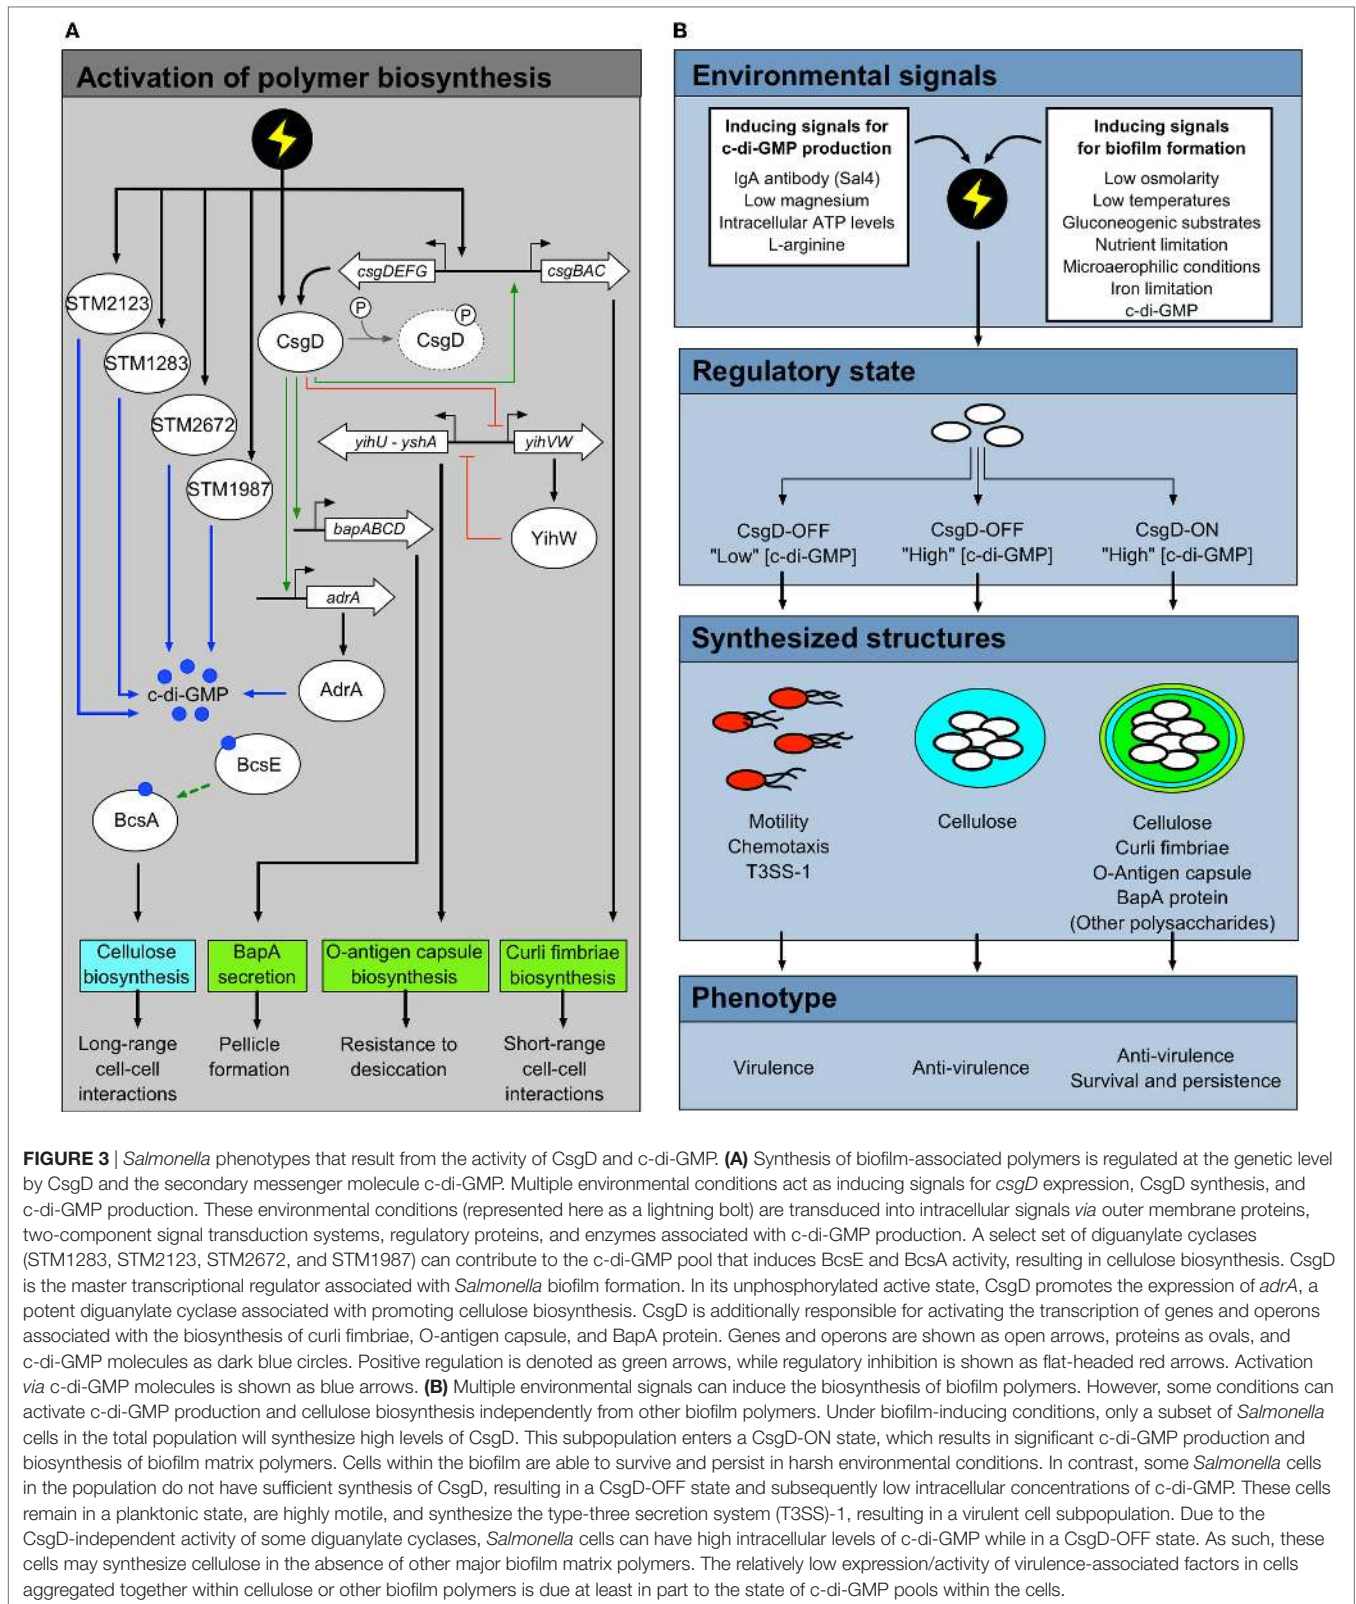 A
Activation of polymer biosynthesis
csgDEFG
csgBAC
STM2123
STM1283
STM2672
STM1987
CsgD
P
P
CsgD
yihU - yshA
yihVW
bapABCD
YihW
adrA
AdrA
c-di-GMP
BcsE
BcsA
Cellulose
biosynthesis
BapA
secretion
O-antigen capsule
biosynthesis
Curli fimbriae
biosynthesis
Long-range
cell-cell
interactions
Pellicle
formation
Resistance to
desiccation
Short-range
cell-cell
interactions
B
Environmental signals
Inducing signals for
c-di-GMP production
IgA antibody (Sal4)
Low magnesium
Intracellular ATP levels
L-arginine
Inducing signals
for biofilm formation
Low osmolarity
Low temperatures
Gluconeogenic substrates
Nutrient limitation
Microaerophilic conditions
Iron limitation
c-di-GMP
Regulatory state
CsgD-OFF
"Low" [c-di-GMP]
CsgD-OFF
"High" [c-di-GMP]
CsgD-ON
"High" [c-di-GMP]
Synthesized structures
Motility
Chemotaxis
T3SS-1
Cellulose
Cellulose
Curli fimbriae
O-Antigen capsule
BapA protein
(Other polysaccharides)
Phenotype
Virulence
Anti-virulence
Anti-virulence
Survival and persistence
FIGURE 3 | Salmonella phenotypes that result from the activity of CsgD and c-di-GMP. (A) Synthesis of biofilm-associated polymers is regulated at the genetic level
by CsgD and the secondary messenger molecule c-di-GMP. Multiple environmental conditions act as inducing signals for csgD expression, CsgD synthesis, and
c-di-GMP production. These environmental conditions (represented here as a lightning bolt) are transduced into intracellular signals via outer membrane proteins,
two-component signal transduction systems, regulatory proteins, and enzymes associated with c-di-GMP production. A select set of diguanylate cyclases
(STM1283, STM2123, STM2672, and STM1987) can contribute to the c-di-GMP pool that induces BcsE and BcsA activity, resulting in cellulose biosynthesis. CsgD
is the master transcriptional regulator associated with Salmonella biofilm formation. In its unphosphorylated active state, CsgD promotes the expression of adrA, a
potent diguanylate cyclase associated with promoting cellulose biosynthesis. CsgD is additionally responsible for activating the transcription of genes and operons
associated with the biosynthesis of curli fimbriae, O-antigen capsule, and BapA protein. Genes and operons are shown as open arrows, proteins as ovals, and
c-di-GMP molecules as dark blue circles. Positive regulation is denoted as green arrows, while regulatory inhibition is shown as flat-headed red arrows. Activation
via c-di-GMP molecules is shown as blue arrows. (B) Multiple environmental signals can induce the biosynthesis of biofilm polymers. However, some conditions can
activate c-di-GMP production and cellulose biosynthesis independently from other biofilm polymers. Under biofilm-inducing conditions, only a subset of Salmonella
cells in the total population will synthesize high levels of CsgD. This subpopulation enters a CsgD-ON state, which results in significant c-di-GMP production and
biosynthesis of biofilm matrix polymers. Cells within the biofilm are able to survive and persist in harsh environmental conditions. In contrast, some Salmonella cells
in the population do not have sufficient synthesis of CsgD, resulting in a CsgD-OFF state and subsequently low intracellular concentrations of c-di-GMP. These cells
remain in a planktonic state, are highly motile, and synthesize the type-three secretion system (T3SS)-1, resulting in a virulent cell subpopulation. Due to the
CsgD-independent activity of some diguanylate cyclases, Salmonella cells can have high intracellular levels of c-di-GMP while in a CsgD-OFF state. As such, these
cells may synthesize cellulose in the absence of other major biofilm matrix polymers. The relatively low expression/activity of virulence-associated factors in cells
aggregated together within cellulose or other biofilm polymers is due at least in part to the state of c-di-GMP pools within the cells.